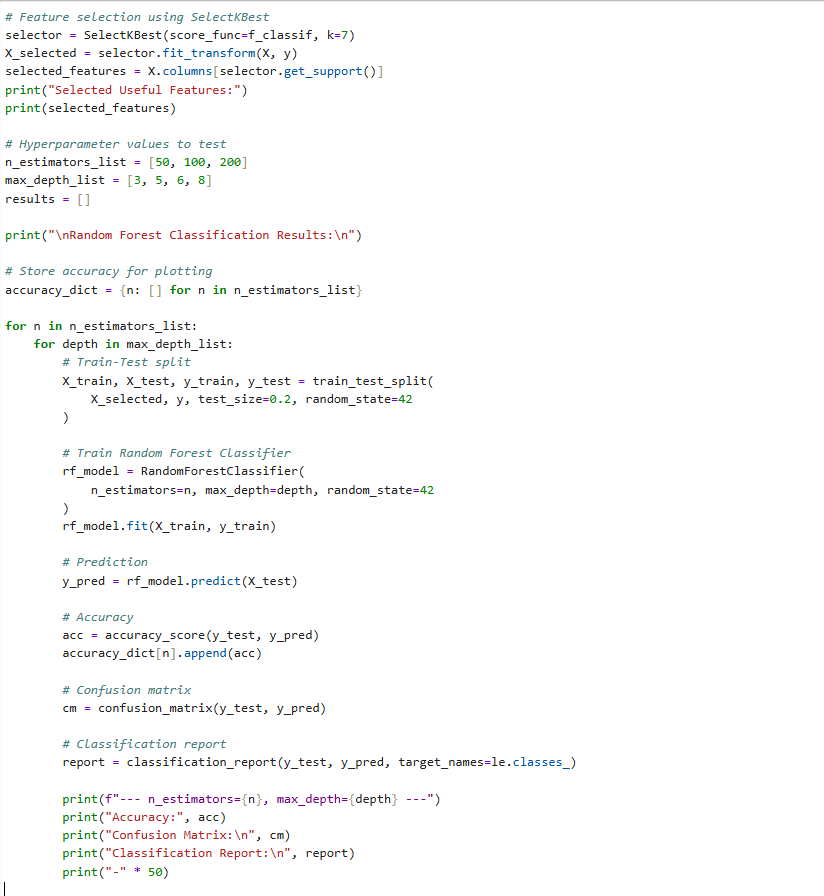 # Feature selection using SelectKBest
selector = SelectKBest(score_func=f_classif, k=7)
X_selected = selector.fit_transform(X, y)
selected_features = X.columns[selector.get_support()]
print("Selected Useful Features:")
print(selected_features)

# Hyperparameter values to test
n_estimators_list = [50, 100, 200]
max_depth_list = [3, 5, 6, 8]
results = []

print("\nRandom Forest Classification Results:\n")

# Store accuracy for plotting
accuracy_dict = {n: [] for n in n_estimators_list}

for n in n_estimators_list:
    for depth in max_depth_list:
        # Train-Test split
        X_train, X_test, y_train, y_test = train_test_split(
            X_selected, y, test_size=0.2, random_state=42
        )

        # Train Random Forest Classifier
        rf_model = RandomForestClassifier(
            n_estimators=n, max_depth=depth, random_state=42
        )
        rf_model.fit(X_train, y_train)

        # Prediction
        y_pred = rf_model.predict(X_test)

        # Accuracy
        acc = accuracy_score(y_test, y_pred)
        accuracy_dict[n].append(acc)

        # Confusion matrix
        cm = confusion_matrix(y_test, y_pred)

        # Classification report
        report = classification_report(y_test, y_pred, target_names=le.classes_)

        print(f"--- n_estimators={n}, max_depth={depth} ---")
        print("Accuracy:", acc)
        print("Confusion Matrix:\n", cm)
        print("Classification Report:\n", report)
        print("-" * 50)